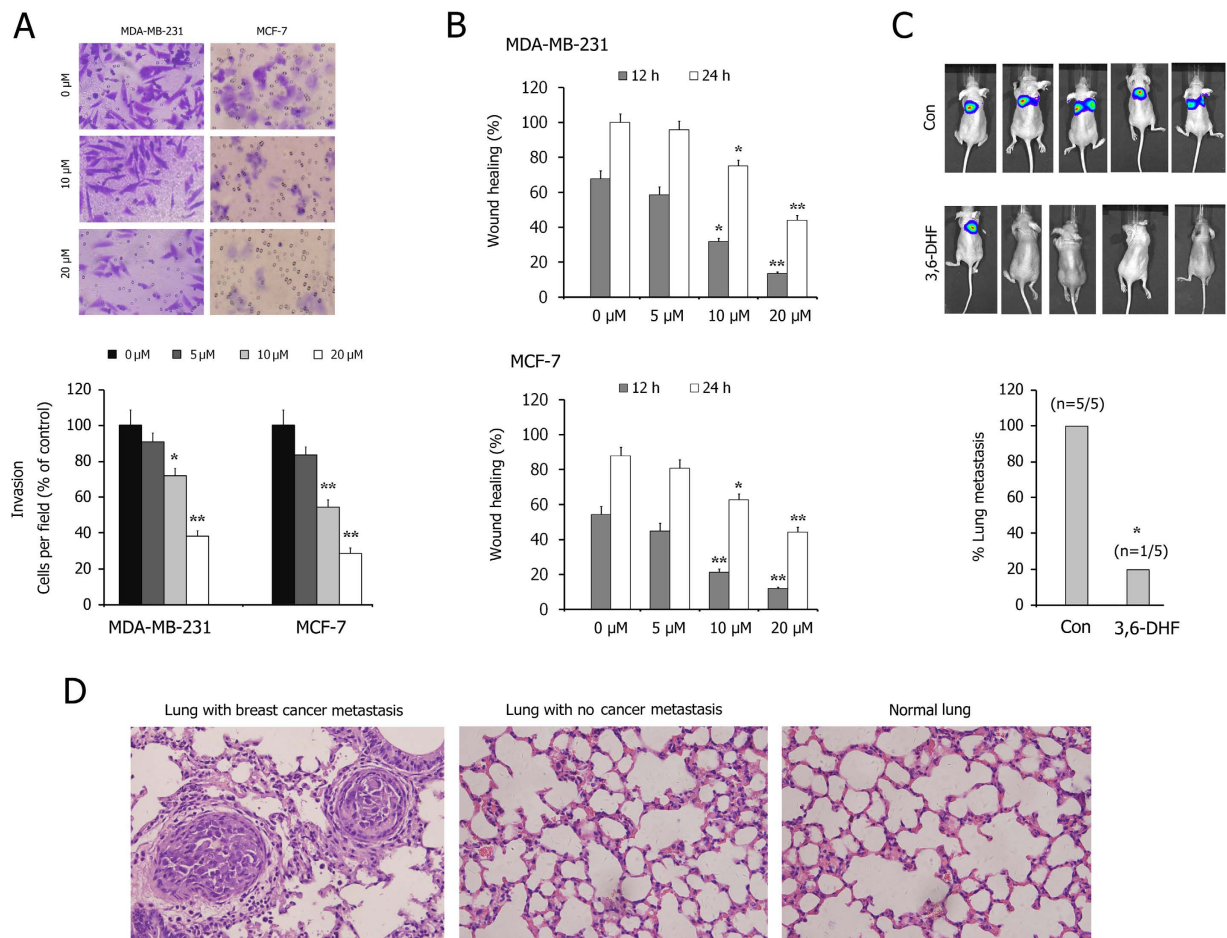 A
MDA-MB-231 MCF-7
0 µM
10 µM
20 µM
0 µM 5 µM 10 µM 20 µM
Invasion
Cells per field (% of control)
120
100
80
60
40
20
0
*
**
**
**
MDA-MB-231 MCF-7
B
MDA-MB-231
12 h 24 h
Wound healing (%)
120
100
80
60
40
20
0
*
*
**
**
0 µM 5 µM 10 µM 20 µM
MCF-7
12 h 24 h
Wound healing (%)
120
100
80
60
40
20
0
**
*
**
**
0 µM 5 µM 10 µM 20 µM
C
Con
3,6-DHF
% Lung metastasis
120
100
80
60
40
20
0
(n=5/5)
*
(n=1/5)
Con 3,6-DHF
D
Lung with breast cancer metastasis Lung with no cancer metastasis Normal lung